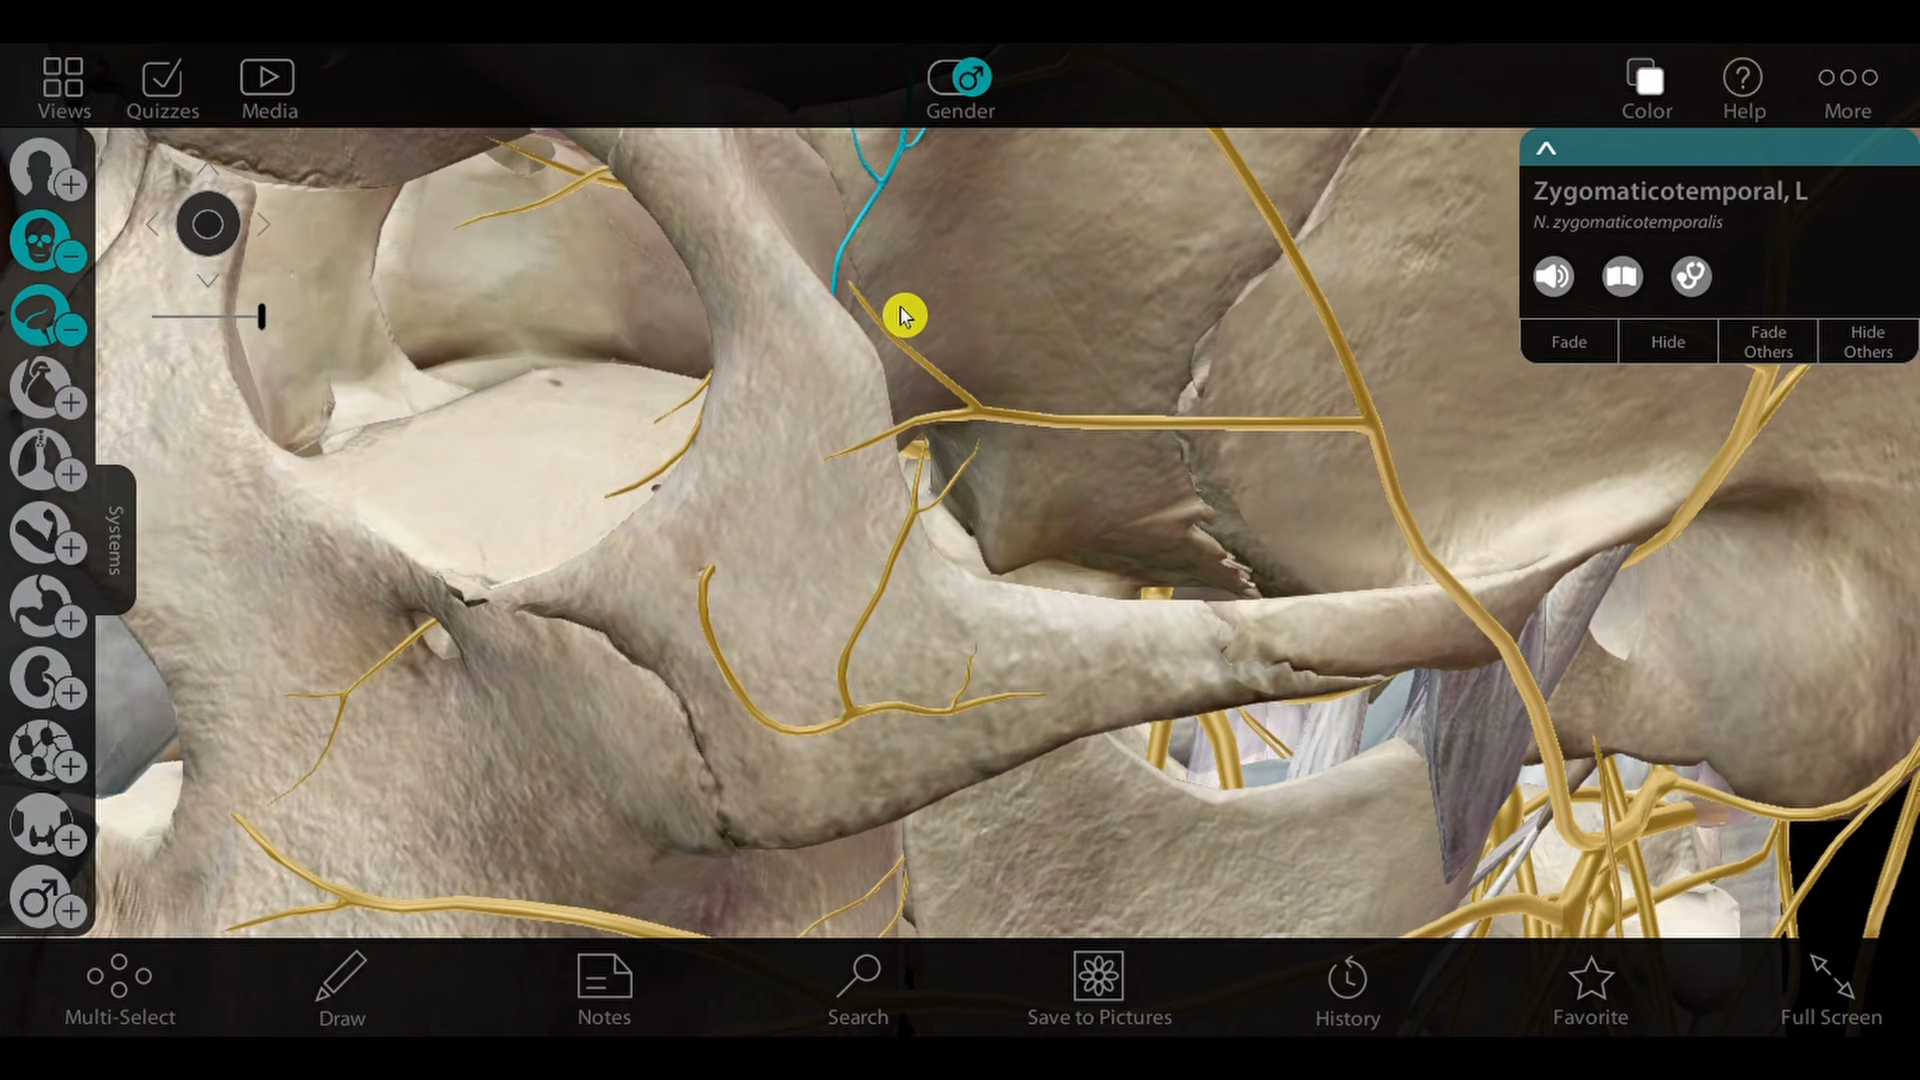 Views
Quizzes
Media
Gender
Color
Help
More
Zygomaticotemporal, L
N. zygomaticotemporalis
Fade
Hide
Fade
Others
Hide
Others
Systems
Multi-Select
Draw
Notes
Search
Save to Pictures
History
Favorite
Full Screen